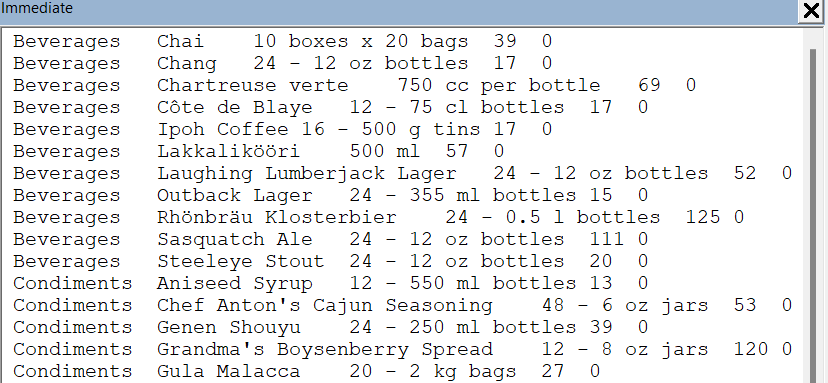 Immediate
Beverages Chai 10 boxes x 20 bags 39 0
Beverages Chang 24 - 12 oz bottles 17 0
Beverages Chartreuse verte 750 cc per bottle 69 0
Beverages Côte de Blaye 12 - 75 cl bottles 17 0
Beverages Ipoh Coffee 16 - 500 g tins 17 0
Beverages Lakkalikööri 500 ml 57 0
Beverages Laughing Lumberjack Lager 24 - 12 oz bottles 52 0
Beverages Outback Lager 24 - 355 ml bottles 15 0
Beverages Rhönbräu Klosterbier 24 - 0.5 l bottles 125 0
Beverages Sasquatch Ale 24 - 12 oz bottles 111 0
Beverages Steeleye Stout 24 - 12 oz bottles 20 0
Condiments Aniseed Syrup 12 - 550 ml bottles 13 0
Condiments Chef Anton's Cajun Seasoning 48 - 6 oz jars 53 0
Condiments Genen Shouyu 24 - 250 ml bottles 39 0
Condiments Grandma's Boysenberry Spread 12 - 8 oz jars 120 0
Condiments Gula Malacca 20 - 2 kg bags 27 0